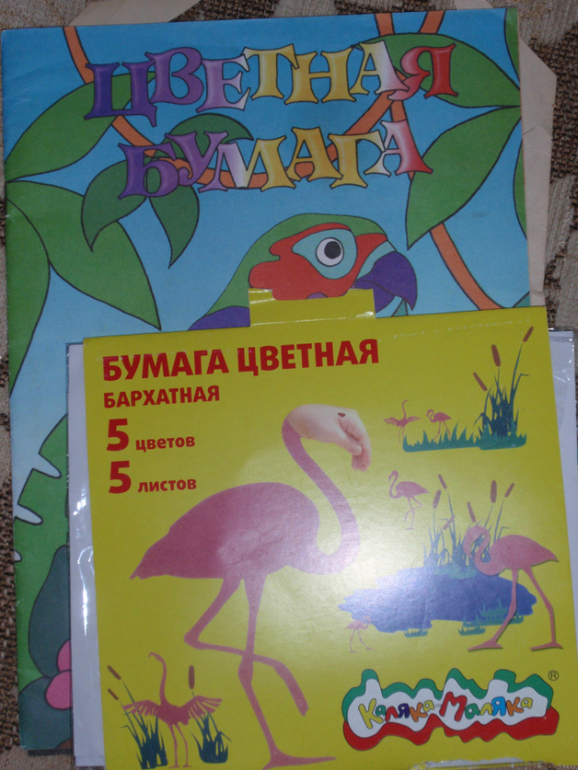 ЦВЕТНАЯ
БУМАГА
БУМАГА ЦВЕТНАЯ
БАРХАТНАЯ
5 цветов
5 листов
Каляка-Маляка ®